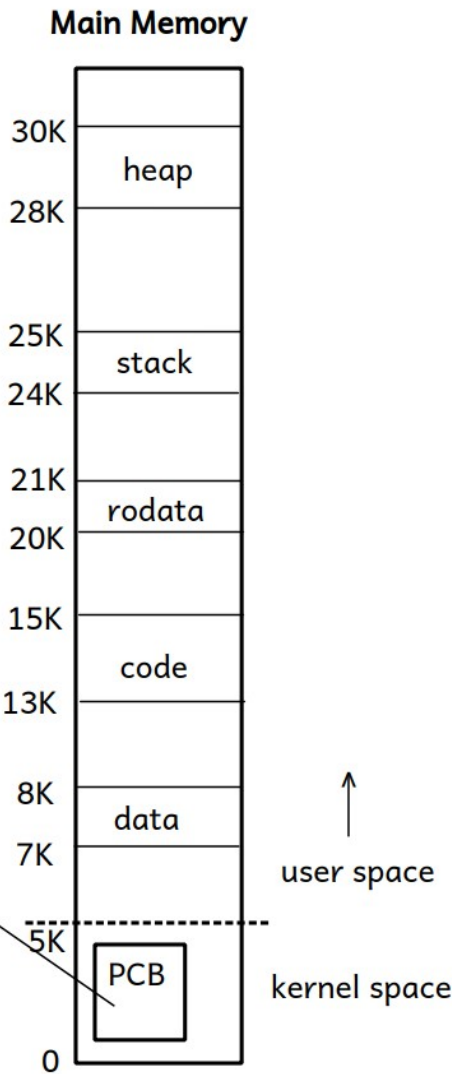 Main Memory
30K
heap
28K
25K
stack
24K
21K
rodata
20K
15K
code
13K
8K
data
7K
user space
5K
PCB
kernel space
0